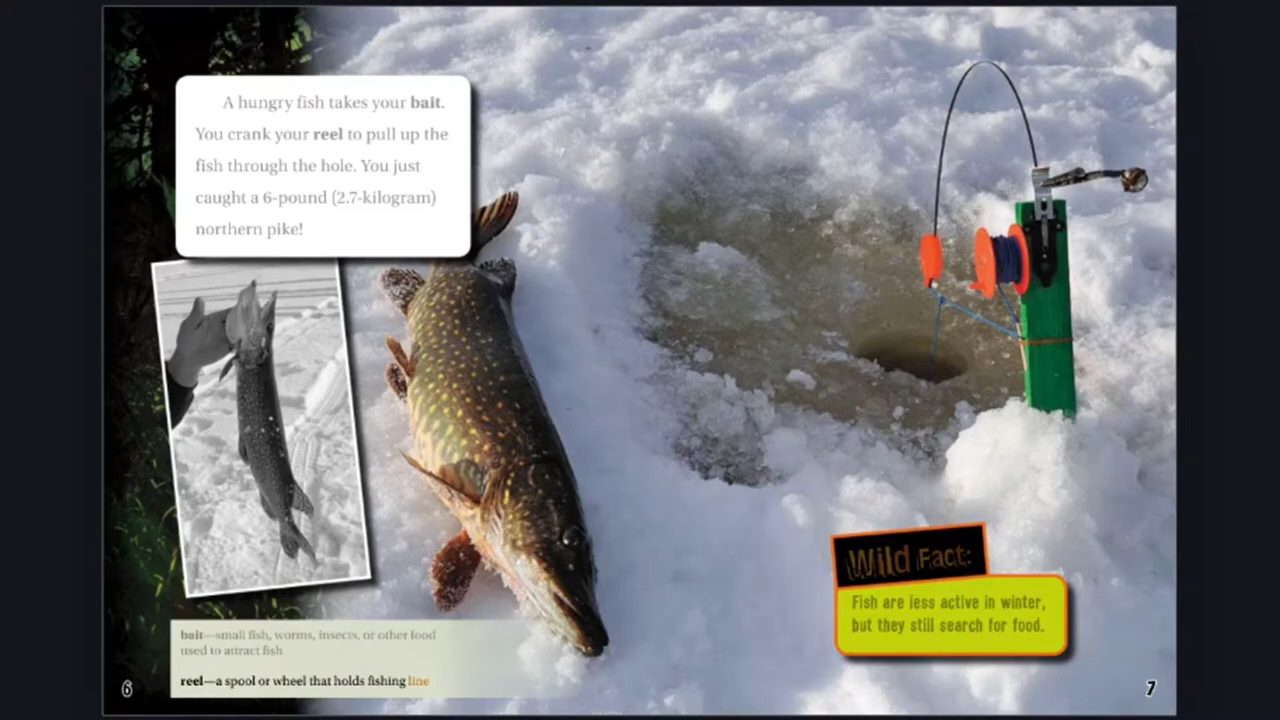 A hungry fish takes your bait.
You crank your reel to pull up the
fish through the hole. You just
caught a 6-pound (2.7-kilogram)
northern pike!
bait—small fish, worms, insects, or other food
used to attract fish
reel—a spool or wheel that holds fishing line
6
Wild Fact:
Fish are less active in winter,
but they still search for food.
7